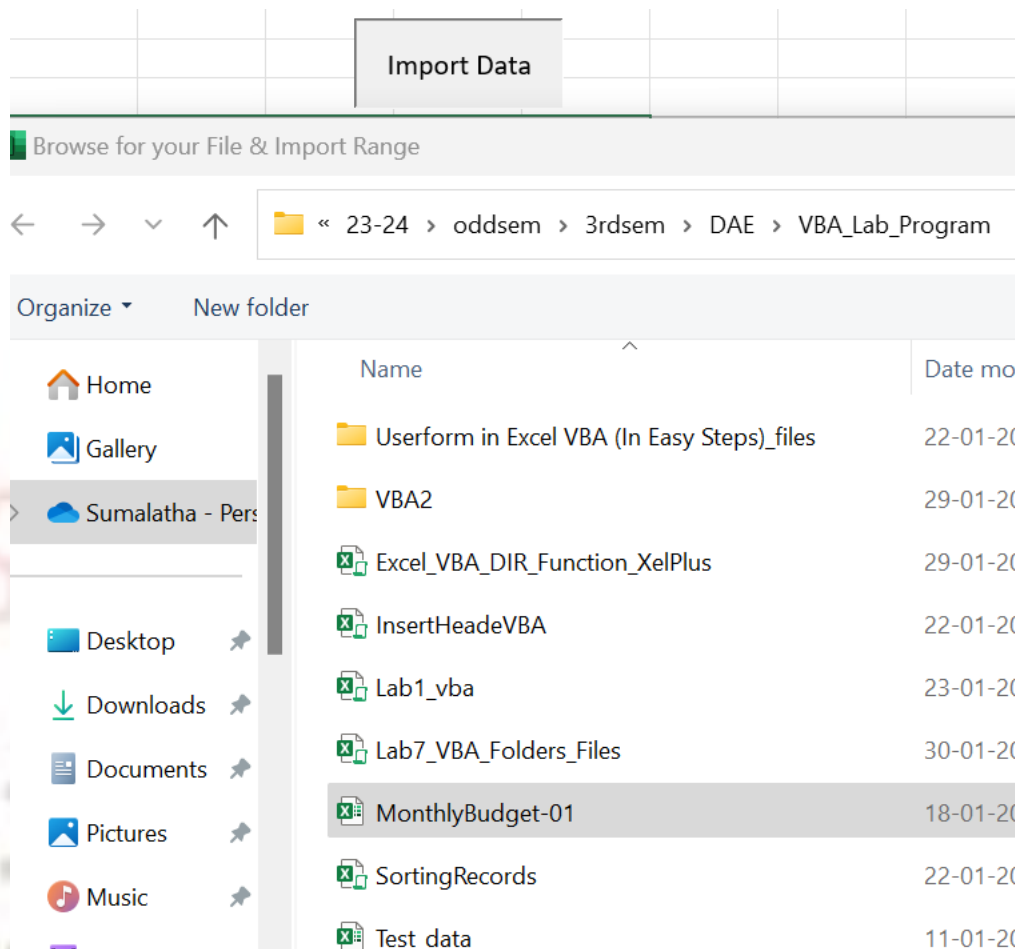 Import Data
Browse for your File & Import Range
« 23-24 > oddsem > 3rdsem > DAE > VBA_Lab_Program
Organize New folder
Name Date mo
Home
Gallery
Sumalatha - Pers
Desktop
Downloads
Documents
Pictures
Music
Userform in Excel VBA (In Easy Steps)_files 22-01-20
VBA2 29-01-20
Excel_VBA_DIR_Function_XelPlus 29-01-20
InsertHeadeVBA 22-01-20
Lab1_vba 23-01-20
Lab7_VBA_Folders_Files 30-01-20
MonthlyBudget-01 18-01-20
SortingRecords 22-01-20
Test_data 11-01-20